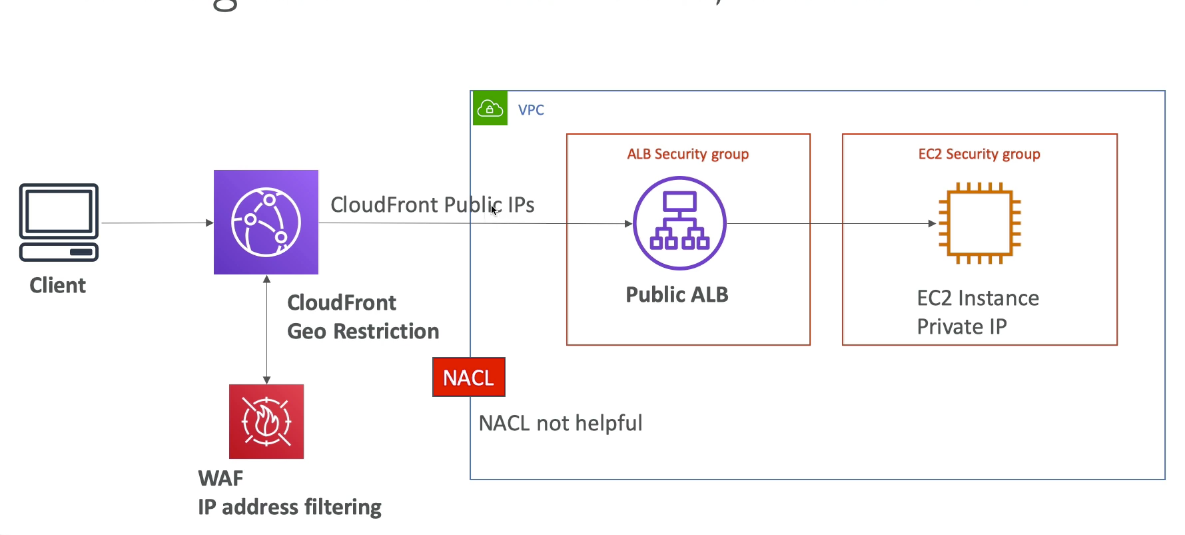 VPC
ALB Security group
EC2 Security group
CloudFront Public IPs
Client
Public ALB
CloudFront
Geo Restriction
EC2 Instance
Private IP
NACL
NACL not helpful
WAF
IP address filtering